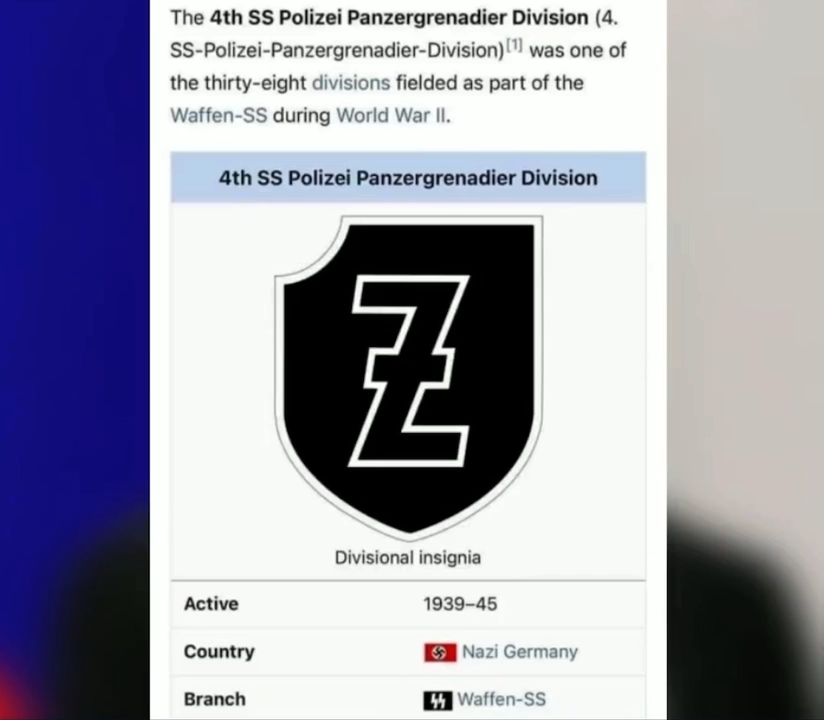 The 4th SS Polizei Panzergrenadier Division (4.
SS-Polizei-Panzergrenadier-Division)[1] was one of
the thirty-eight divisions fielded as part of the
Waffen-SS during World War II.
4th SS Polizei Panzergrenadier Division
Divisional insignia
Active 1939–45
Country Nazi Germany
Branch Waffen-SS